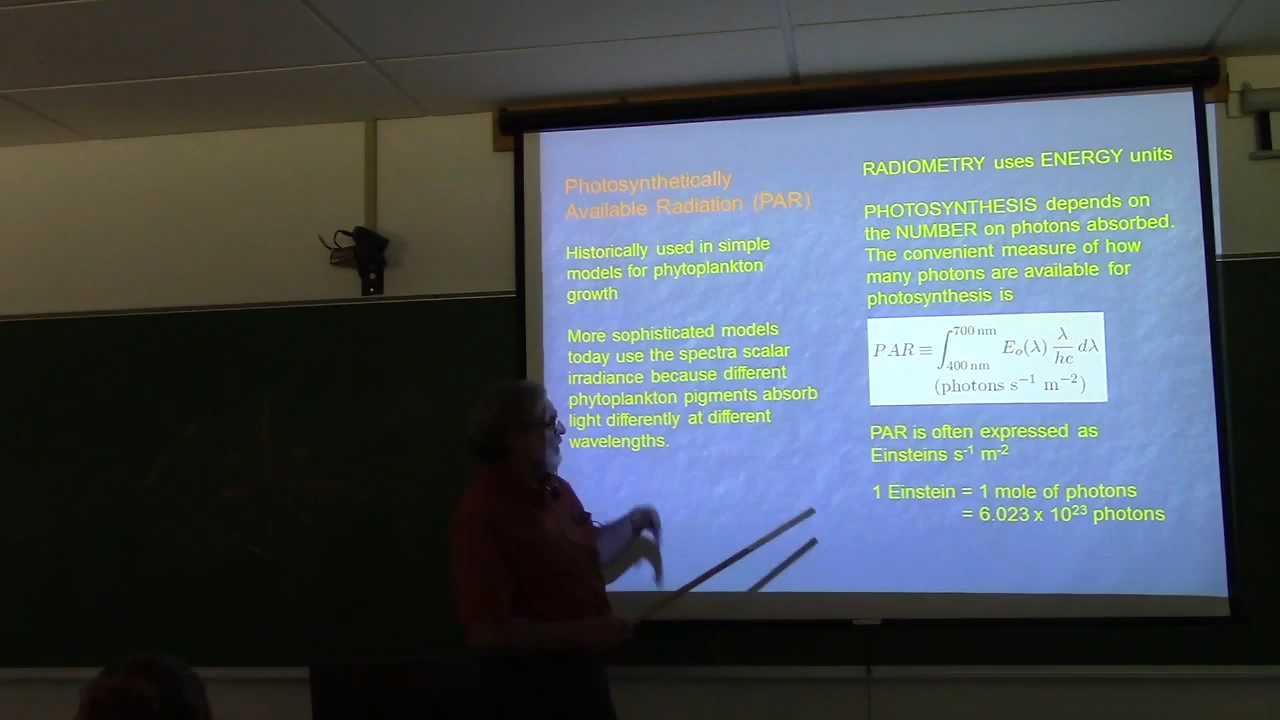 Photosynthetically
Available Radiation (PAR)
Historically used in simple
models for phytoplankton
growth
More sophisticated models
today use the spectra scalar
irradiance because different
phytoplankton pigments absorb
light differently at different
wavelengths.
RADIOMETRY uses ENERGY units
PHOTOSYNTHESIS depends on
the NUMBER on photons absorbed.
The convenient measure of how
many photons are available for
photosynthesis is
PAR ≡ ∫₄₀₀ ₙₘ^700 nm Eₒ(λ) λ/hc dλ
(photons s⁻¹ m⁻²)
PAR is often expressed as
Einsteins s⁻¹ m⁻²
1 Einstein = 1 mole of photons
= 6.023 x 10²³ photons